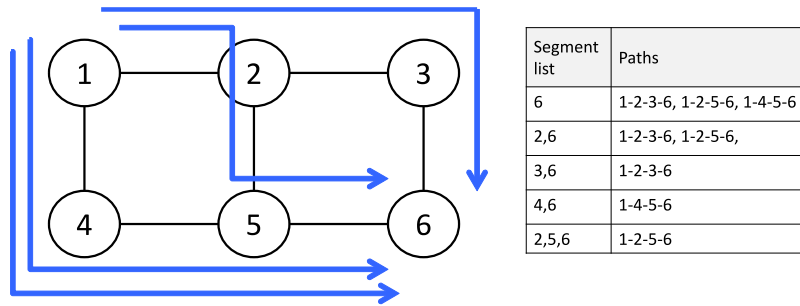 1 2 3
4 5 6
Segment
list
Paths
6 1-2-3-6, 1-2-5-6, 1-4-5-6
2,6 1-2-3-6, 1-2-5-6,
3,6 1-2-3-6
4,6 1-4-5-6
2,5,6 1-2-5-6